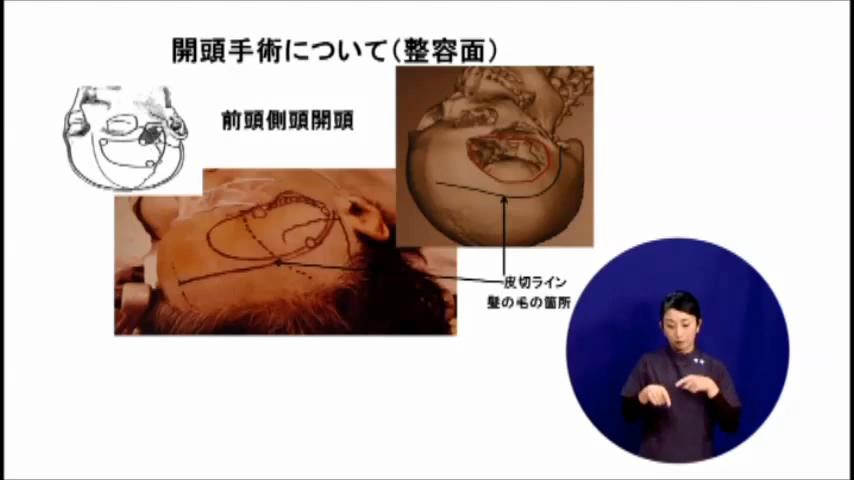 開頭手術について(整容面)
前頭側頭開頭
皮切ライン
髪の毛の箇所